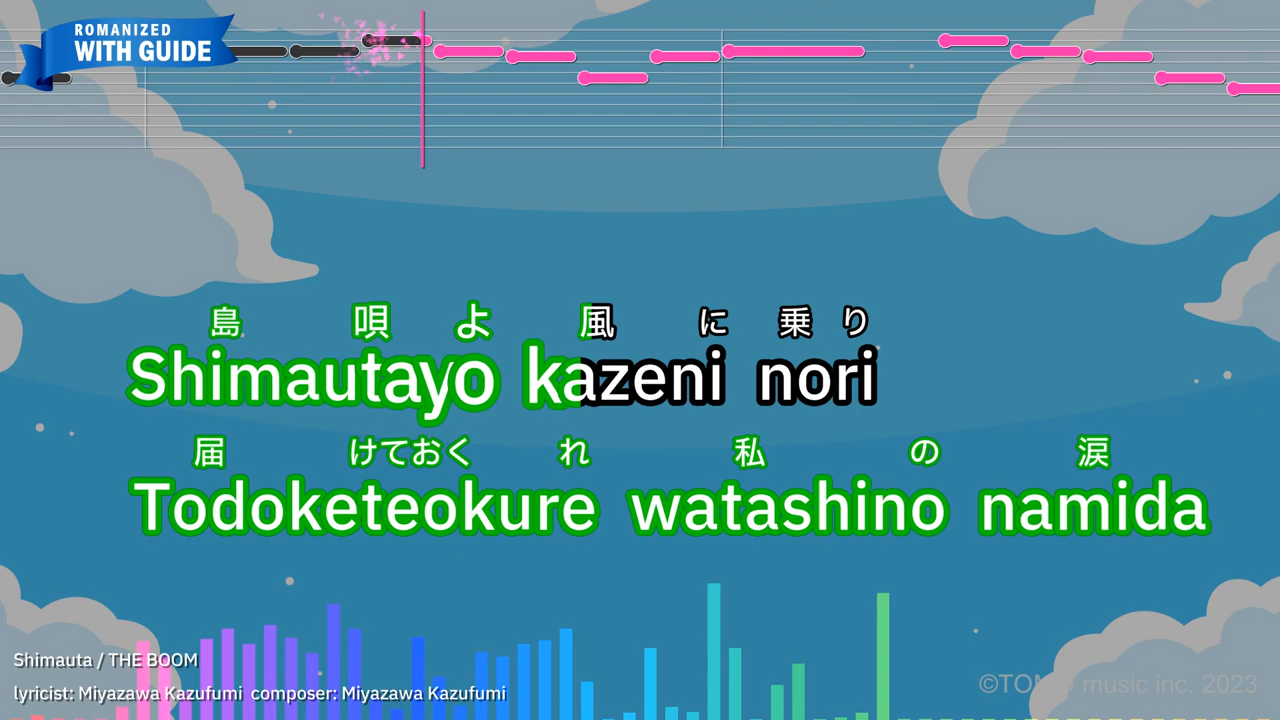 ROMANIZED
WITH GUIDE
島 唄 よ 風 に 乗 り
Shimautayo kazeni nori
届 けておく れ 私 の 涙
Todoketeokure watashino namida
Shimauta / THE BOOM
lyricist: Miyazawa Kazufumi composer: Miyazawa Kazufumi
music inc. 2023